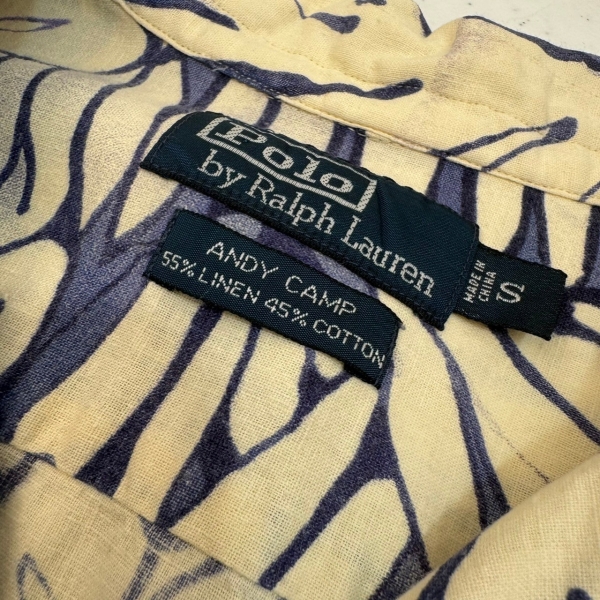 Polo
by Ralph Lauren
ANDY CAMP
55% LINEN 45% COTTON
MADE IN
CHINA
S